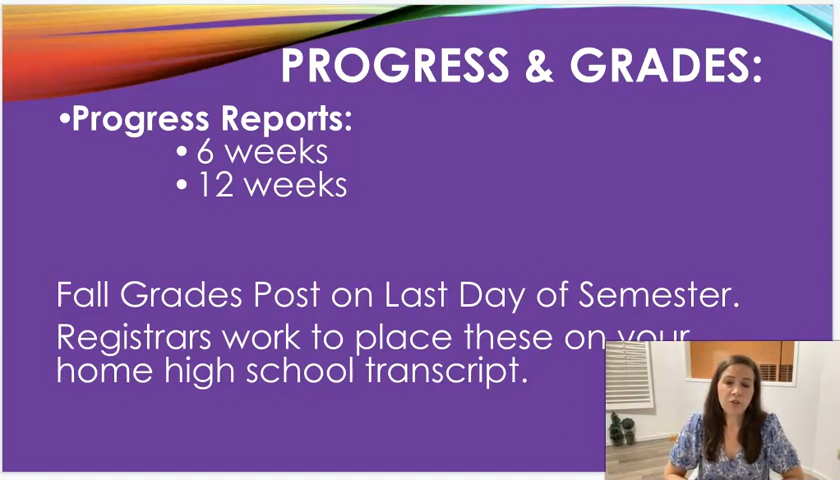 PROGRESS & GRADES:
•Progress Reports:
• 6 weeks
• 12 weeks
Fall Grades Post on Last Day of Semester.
Registrars work to place these on your
home high school transcript.